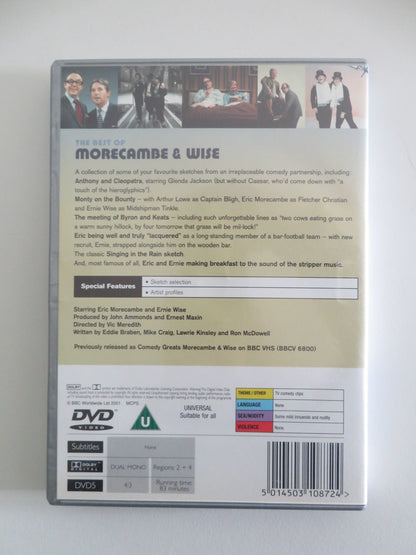 THE BEST OF
MORECAMBE & WISE
A collection of some of your favourite sketches from an irreplaceable comedy partnership, including:
Anthony and Cleopatra, starring Glenda Jackson (but without Caesar, who'd come down with "a
touch of the hieroglyphics")
Monty on the Bounty – with Arthur Lowe as Captain Bligh, Eric Morecambe as Fletcher Christian
and Ernie Wise as Midshipman Tinkle.
The meeting of Byron and Keats – including such unforgettable lines as "two cows eating grass on
a warm sunny hillock, by four tomorrow that grass will be mil-lock!"
Eric being well and truly "lacquered" as a long-standing member of a bar-football team – with new
recruit, Ernie, strapped alongside him on the wooden bar.
The classic Singing in the Rain sketch
And, most famous of all, Eric and Ernie making breakfast to the sound of the stripper music.
Special Features
• Sketch selection
• Artist profiles
Starring Eric Morecambe and Ernie Wise
Produced by John Ammonds and Ernest Maxin
Directed by Vic Meredith
Written by Eddie Braben, Mike Craig, Lawrie Kinsley and Ron McDowell
Previously released as Comedy Greats Morecambe & Wise on BBC VHS (BBCV 6800)
© BBC Worldwide Ltd 2001 MCPS
DVD
VIDEO
U
UNIVERSAL
Suitable for all
THEME / OTHER TV comedy clips
LANGUAGE None
SEX/NUDITY Some mild innuendo and nudity
VIOLENCE None
Subtitles None
DOLBY DIGITAL DUAL MONO Regions: 2 + 4
DVD5 4/3 Running time: 83 minutes
5 014503 108724 >